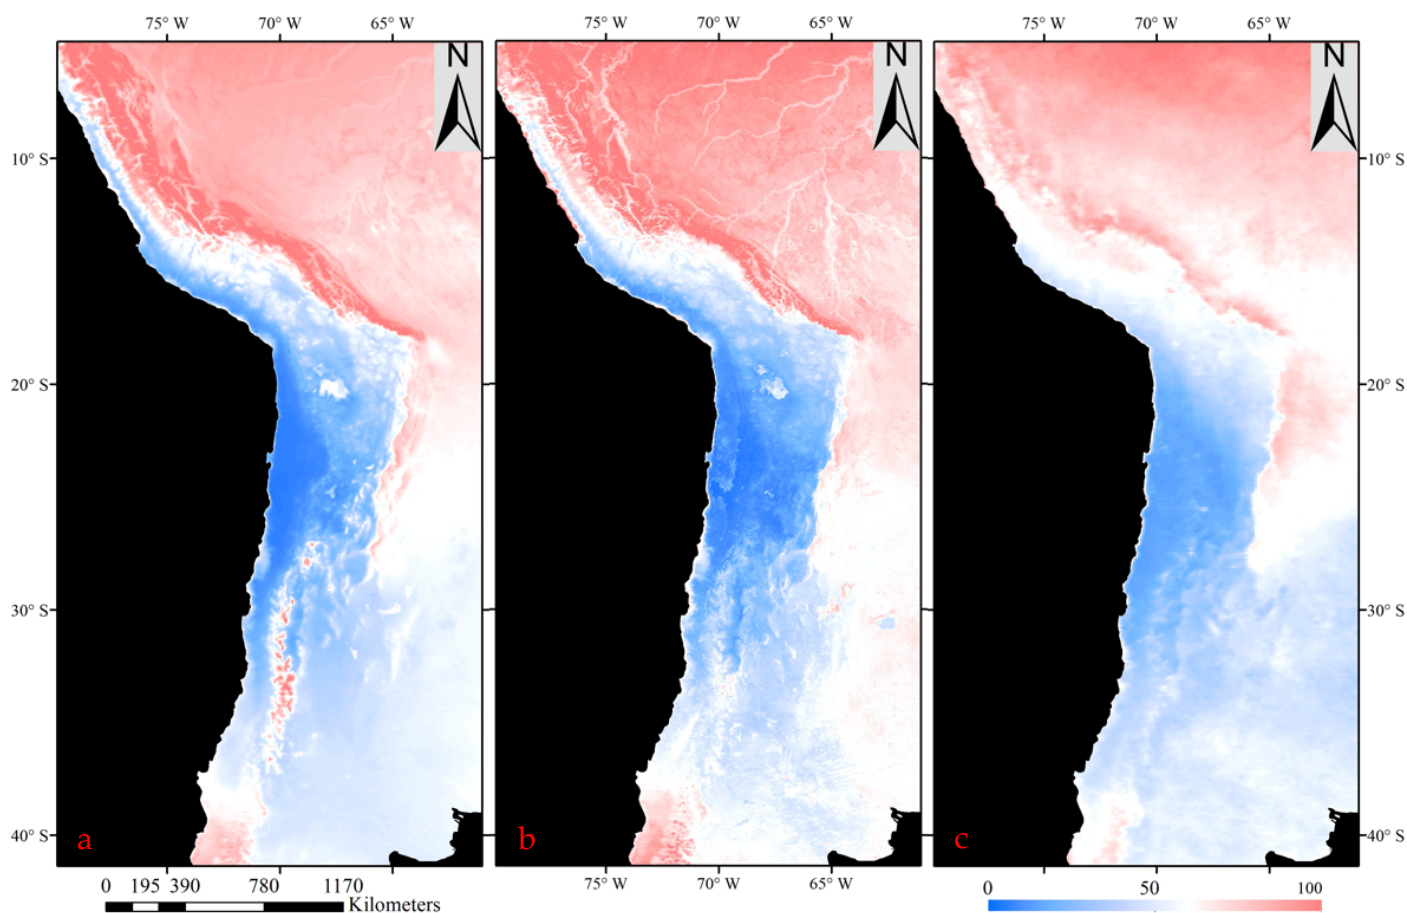 75° W 70° W 65° W 75° W 70° W 65° W 75° W 70° W 65° W
N N N
10° S 10° S
20° S 20° S
30° S 30° S
40° S a b c 40° S
75° W 70° W 65° W
0 195 390 780 1170 0 50 100
Kilometers